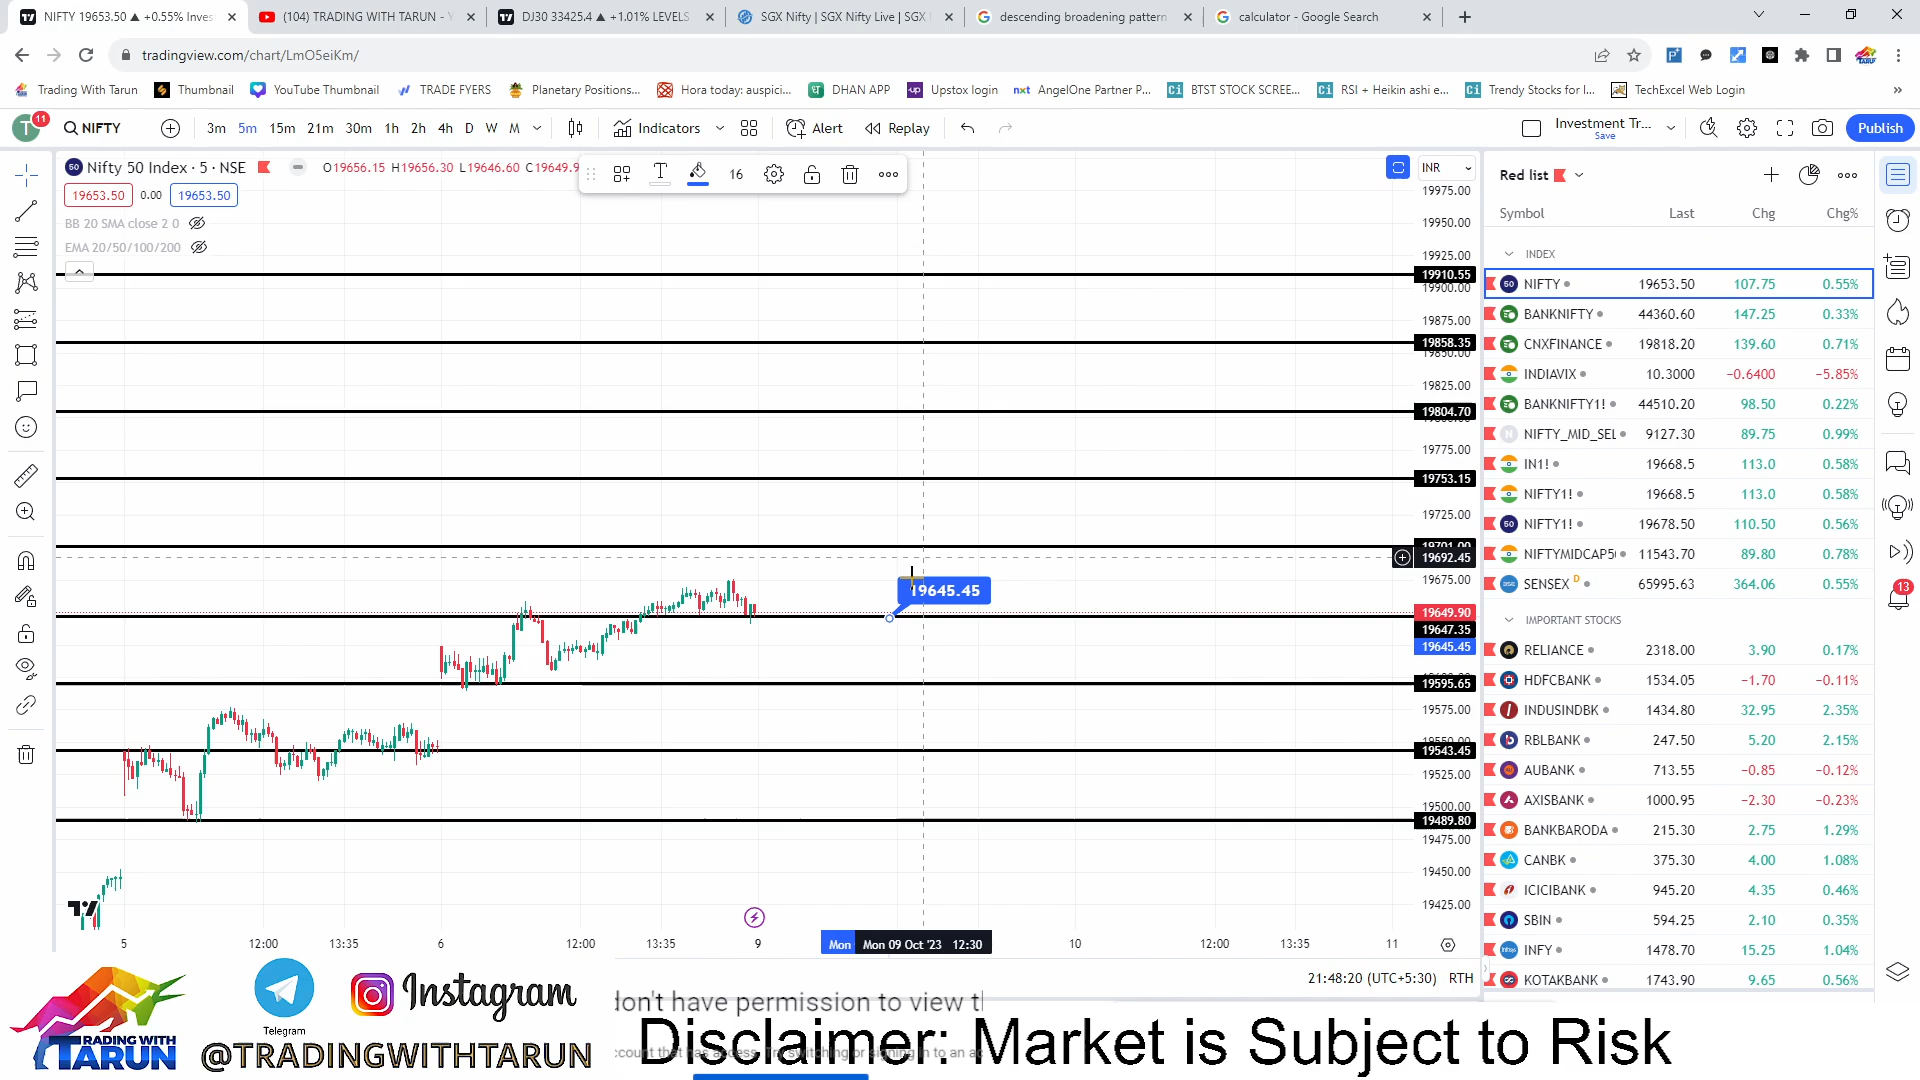 NIFTY 19653.50 ▲ +0.55% Inves
(104) TRADING WITH TARUN - Y
DJ30 33425.4 ▲ +1.01% LEVELS
SGX Nifty | SGX Nifty Live | SGX
descending broadening pattern
calculator - Google Search
tradingview.com/chart/LmO5eiKm/
Trading With Tarun
Thumbnail
YouTube Thumbnail
TRADE FYERS
Planetary Positions...
Hora today: auspici...
DHAN APP
Upstox login
AngelOne Partner P...
BTST STOCK SCREE...
RSI + Heikin ashi e...
Trendy Stocks for I...
TechExcel Web Login
T 11
NIFTY
3m 5m 15m 21m 30m 1h 2h 4h D W M
Indicators
Alert
Replay
Investment Tr...
Save
Publish
50 Nifty 50 Index · 5 · NSE
O19656.15 H19656.30 L19646.60 C19649.9
16
INR
19653.50 0.00 19653.50
BB 20 SMA close 2 0
EMA 20/50/100/200
19975.00
19950.00
19925.00
19910.55
19900.00
19875.00
19858.35
19850.00
19825.00
19804.70
19775.00
19753.15
19725.00
19701.00
19692.45
19675.00
19649.90
19647.35
19645.45
19595.65
19575.00
19550.00
19543.45
19525.00
19500.00
19489.80
19475.00
19450.00
19425.00
19645.45
5 12:00 13:35 6 12:00 13:35 9 Mon Mon 09 Oct '23 12:30 10 12:00 13:35 11
21:48:20 (UTC+5:30) RTH
Red list
Symbol Last Chg Chg%
INDEX
NIFTY 19653.50 107.75 0.55%
BANKNIFTY 44360.60 147.25 0.33%
CNXFINANCE 19818.20 139.60 0.71%
INDIAVIX 10.3000 −0.6400 −5.85%
BANKNIFTY1! 44510.20 98.50 0.22%
NIFTY_MID_SEL 9127.30 89.75 0.99%
IN1! 19668.5 113.0 0.58%
NIFTY1! 19668.5 113.0 0.58%
NIFTY1! 19678.50 110.50 0.56%
NIFTYMIDCAP5 11543.70 89.80 0.78%
SENSEX D 65995.63 364.06 0.55%
IMPORTANT STOCKS
RELIANCE 2318.00 3.90 0.17%
HDFCBANK 1534.05 −1.70 −0.11%
INDUSINDBK 1434.80 32.95 2.35%
RBLBANK 247.50 5.20 2.15%
AUBANK 713.55 −0.85 −0.12%
AXISBANK 1000.95 −2.30 −0.23%
BANKBARODA 215.30 2.75 1.29%
CANBK 375.30 4.00 1.08%
ICICIBANK 945.20 4.35 0.46%
SBIN 594.25 2.10 0.35%
INFY 1478.70 15.25 1.04%
KOTAKBANK 1743.90 9.65 0.56%
13
TRADING WITH
TARUN
Telegram
Instagram
@TRADINGWITHTARUN
don't have permission to view t
Disclaimer: Market is Subject to Risk